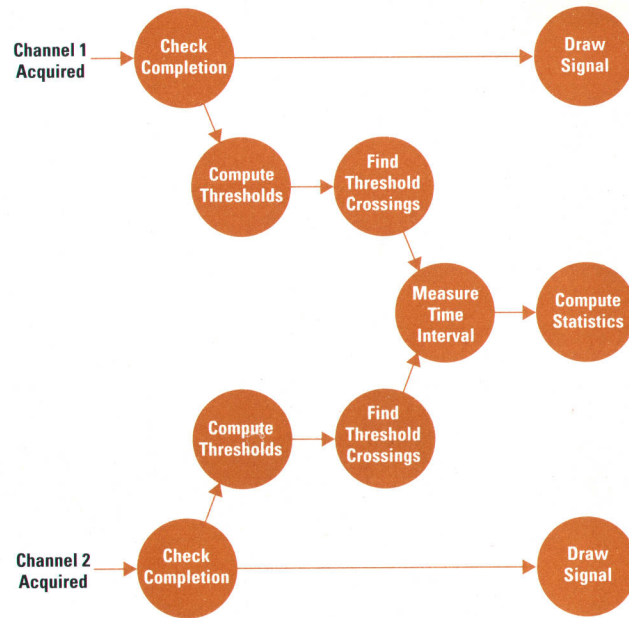 Channel 1
Acquired
Check
Completion
Draw
Signal
Compute
Thresholds
Find
Threshold
Crossings
Measure
Time
Interval
Compute
Statistics
Compute
Thresholds
Find
Threshold
Crossings
Channel 2
Acquired
Check
Completion
Draw
Signal